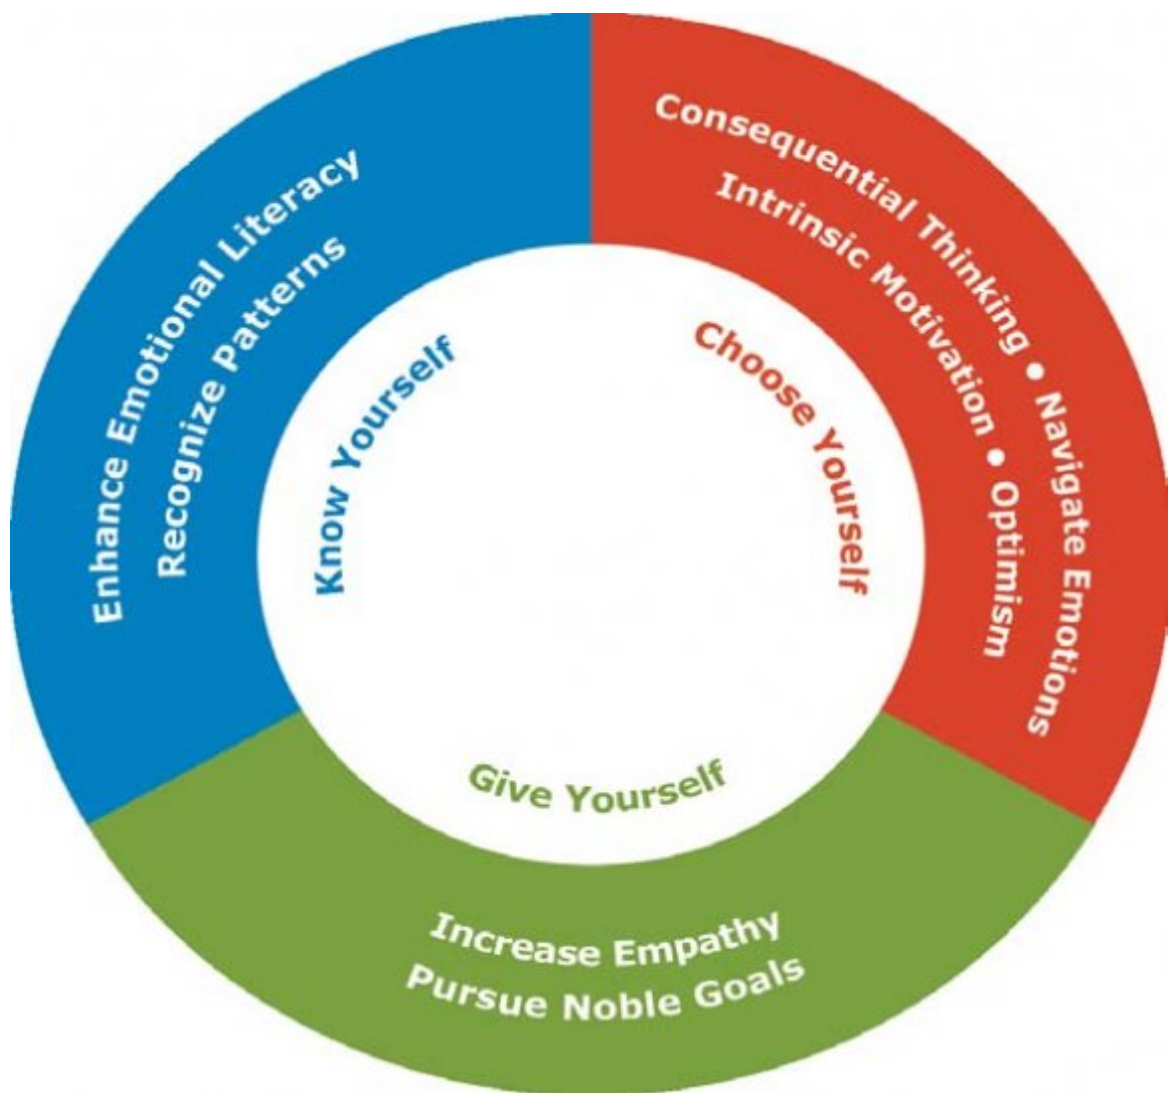 Enhance Emotional Literacy
Recognize Patterns
Know Yourself
Consequential Thinking ● Navigate Emotions
Intrinsic Motivation ● Optimism
Choose Yourself
Give Yourself
Increase Empathy
Pursue Noble Goals